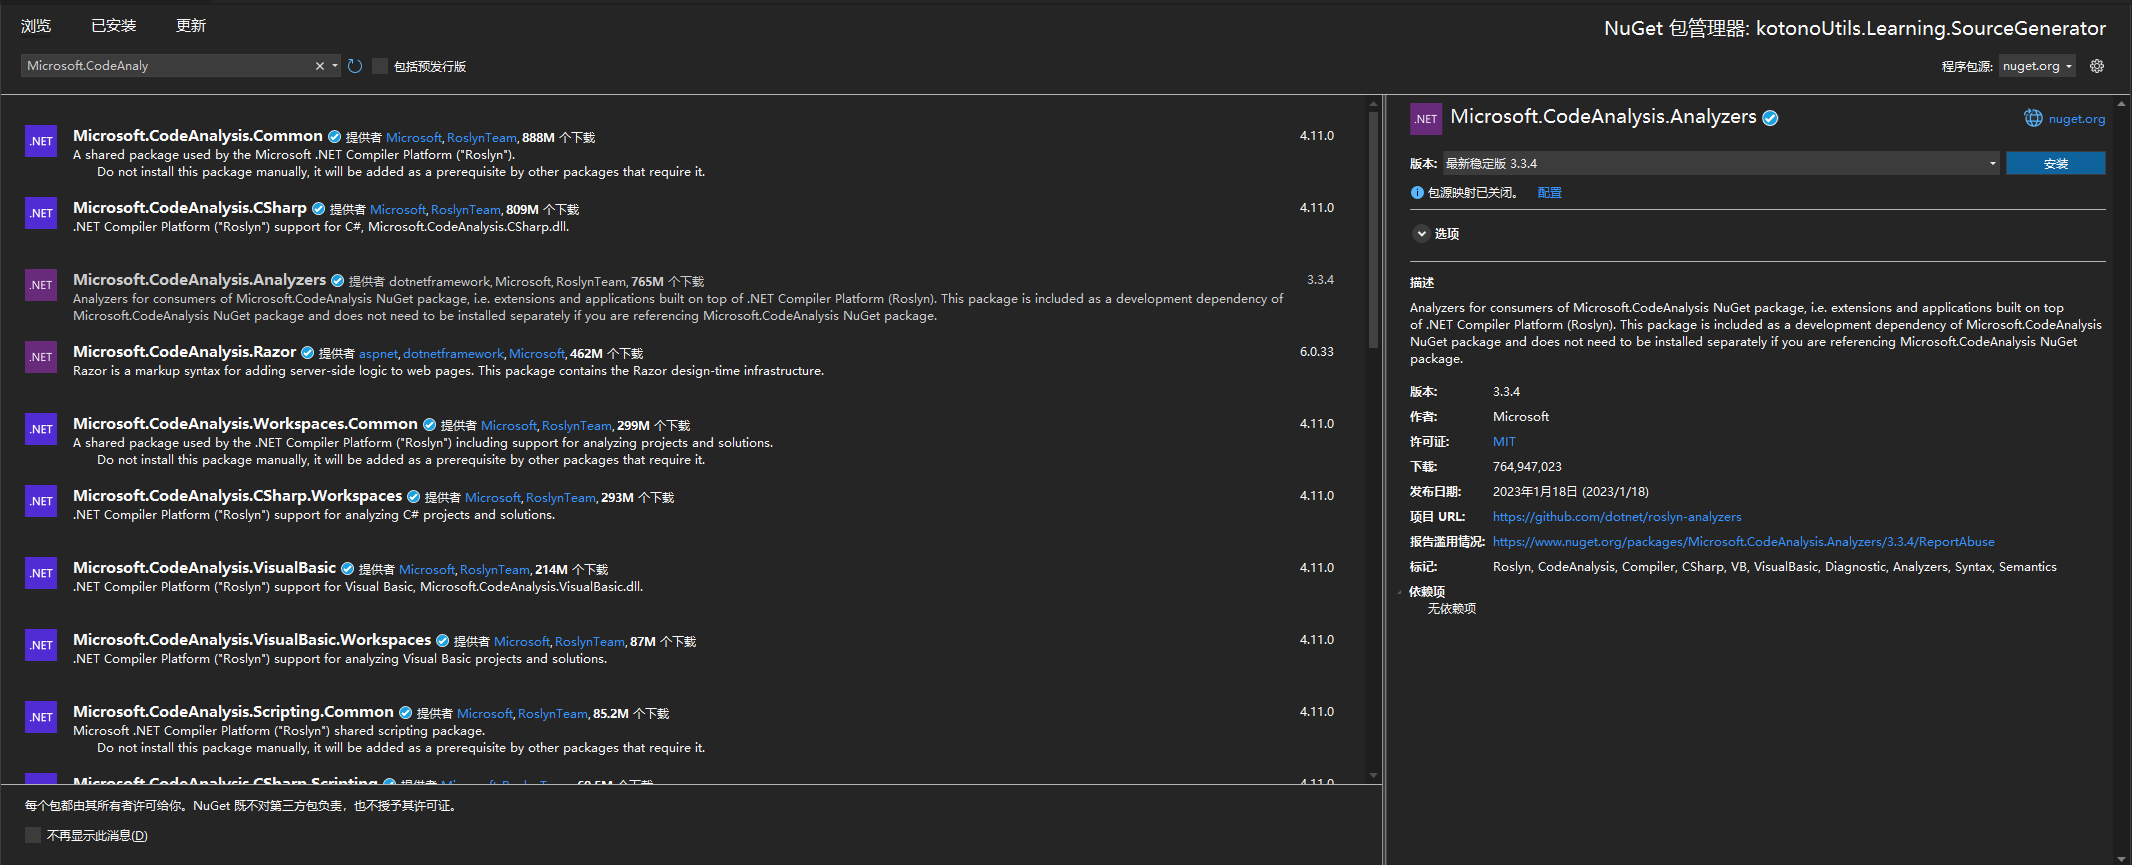 浏览 已安装 更新
NuGet 包管理器: kotonoUtils.Learning.SourceGenerator
Microsoft.CodeAnaly
包括预发行版
程序包源: nuget.org
.NET Microsoft.CodeAnalysis.Common 提供者 Microsoft, RoslynTeam, 888M 个下载 4.11.0
A shared package used by the Microsoft .NET Compiler Platform ("Roslyn").
Do not install this package manually, it will be added as a prerequisite by other packages that require it.
.NET Microsoft.CodeAnalysis.CSharp 提供者 Microsoft, RoslynTeam, 809M 个下载 4.11.0
.NET Compiler Platform ("Roslyn") support for C#, Microsoft.CodeAnalysis.CSharp.dll.
.NET Microsoft.CodeAnalysis.Analyzers 提供者 dotnetframework, Microsoft, RoslynTeam, 765M 个下载 3.3.4
Analyzers for consumers of Microsoft.CodeAnalysis NuGet package, i.e. extensions and applications built on top of .NET Compiler Platform (Roslyn). This package is included as a development dependency of
Microsoft.CodeAnalysis NuGet package and does not need to be installed separately if you are referencing Microsoft.CodeAnalysis NuGet package.
.NET Microsoft.CodeAnalysis.Razor 提供者 aspnet, dotnetframework, Microsoft, 462M 个下载 6.0.33
Razor is a markup syntax for adding server-side logic to web pages. This package contains the Razor design-time infrastructure.
.NET Microsoft.CodeAnalysis.Workspaces.Common 提供者 Microsoft, RoslynTeam, 299M 个下载 4.11.0
A shared package used by the .NET Compiler Platform ("Roslyn") including support for analyzing projects and solutions.
Do not install this package manually, it will be added as a prerequisite by other packages that require it.
.NET Microsoft.CodeAnalysis.CSharp.Workspaces 提供者 Microsoft, RoslynTeam, 293M 个下载 4.11.0
.NET Compiler Platform ("Roslyn") support for analyzing C# projects and solutions.
.NET Microsoft.CodeAnalysis.VisualBasic 提供者 Microsoft, RoslynTeam, 214M 个下载 4.11.0
.NET Compiler Platform ("Roslyn") support for Visual Basic, Microsoft.CodeAnalysis.VisualBasic.dll.
.NET Microsoft.CodeAnalysis.VisualBasic.Workspaces 提供者 Microsoft, RoslynTeam, 87M 个下载 4.11.0
.NET Compiler Platform ("Roslyn") support for analyzing Visual Basic projects and solutions.
.NET Microsoft.CodeAnalysis.Scripting.Common 提供者 Microsoft, RoslynTeam, 85.2M 个下载 4.11.0
Microsoft .NET Compiler Platform ("Roslyn") shared scripting package.
Do not install this package manually, it will be added as a prerequisite by other packages that require it.
Microsoft.CodeAnalysis.CSharp.Scripting 提供者 Microsoft, RoslynTeam, 个下载 4.11.0
每个包都由其所有者许可给你。NuGet 既不对第三方包负责，也不授予其许可证。
不再显示此消息(D)
.NET Microsoft.CodeAnalysis.Analyzers nuget.org
版本: 最新稳定版 3.3.4 安装
包源映射已关闭。 配置
选项
描述
Analyzers for consumers of Microsoft.CodeAnalysis NuGet package, i.e. extensions and applications built on top
of .NET Compiler Platform (Roslyn). This package is included as a development dependency of Microsoft.CodeAnalysis
NuGet package and does not need to be installed separately if you are referencing Microsoft.CodeAnalysis NuGet
package.
版本: 3.3.4
作者: Microsoft
许可证: MIT
下载: 764,947,023
发布日期: 2023年1月18日 (2023/1/18)
项目 URL: https://github.com/dotnet/roslyn-analyzers
报告滥用情况: https://www.nuget.org/packages/Microsoft.CodeAnalysis.Analyzers/3.3.4/ReportAbuse
标记: Roslyn, CodeAnalysis, Compiler, CSharp, VB, VisualBasic, Diagnostic, Analyzers, Syntax, Semantics
依赖项
无依赖项